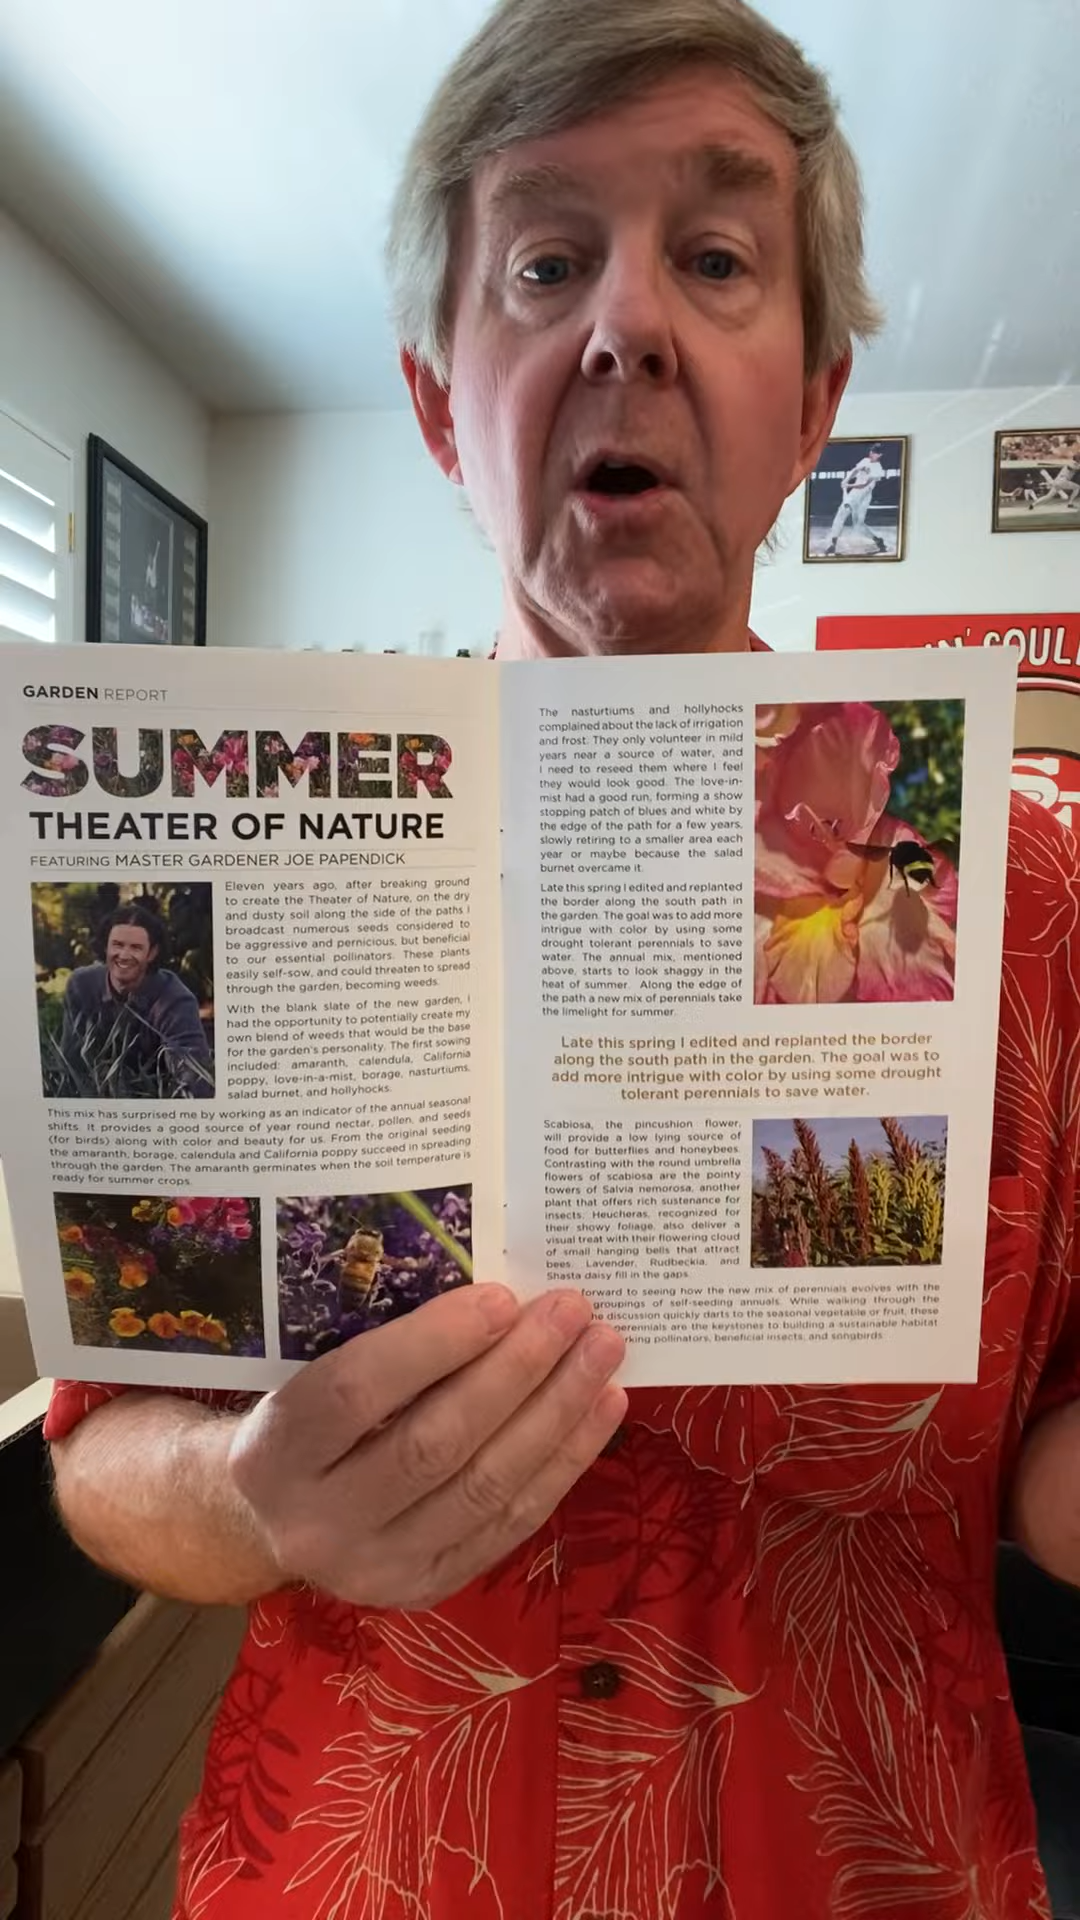 GARDEN REPORT
SUMMER
THEATER OF NATURE
FEATURING MASTER GARDENER JOE PAPENDICK
Eleven years ago, after breaking ground
to create the Theater of Nature, on the dry
and dusty soil along the side of the paths I
broadcast numerous seeds considered to
be aggressive and pernicious, but beneficial
to our essential pollinators. These plants
easily self-sow, and could threaten to spread
through the garden, becoming weeds.
With the blank slate of the new garden, I
had the opportunity to potentially create my
own blend of weeds that would be the base
for the garden's personality. The first sowing
included: amaranth, calendula, California
poppy, love-in-a-mist, borage, nasturtiums,
salad burnet, and hollyhocks.
This mix has surprised me by working as an indicator of the annual seasonal
shifts. It provides a good source of year round nectar, pollen, and seeds
(for birds) along with color and beauty for us. From the original seeding
the amaranth, borage, calendula and California poppy succeed in spreading
through the garden. The amaranth germinates when the soil temperature is
ready for summer crops.
The nasturtiums and hollyhocks
complained about the lack of irrigation
and frost. They only volunteer in mild
years near a source of water, and
I need to reseed them where I feel
they would look good. The love-in-
mist had a good run, forming a show
stopping patch of blues and white by
the edge of the path for a few years,
slowly retiring to a smaller area each
year or maybe because the salad
burnet overcame it.
Late this spring I edited and replanted
the border along the south path in
the garden. The goal was to add more
intrigue with color by using some
drought tolerant perennials to save
water. The annual mix, mentioned
above, starts to look shaggy in the
heat of summer. Along the edge of
the path a new mix of perennials take
the limelight for summer.
Late this spring I edited and replanted the border
along the south path in the garden. The goal was to
add more intrigue with color by using some drought
tolerant perennials to save water.
Scabiosa, the pincushion flower,
will provide a low lying source of
food for butterflies and honeybees.
Contrasting with the round umbrella
flowers of scabiosa are the pointy
towers of Salvia nemorosa, another
plant that offers rich sustenance for
insects. Heucheras, recognized for
their showy foliage, also deliver a
visual treat with their flowering cloud
of small hanging bells that attract
bees. Lavender, Rudbeckia, and
Shasta daisy fill in the gaps.
forward to seeing how the new mix of perennials evolves with the
groupings of self-seeding annuals. While walking through the
he discussion quickly darts to the seasonal vegetable or fruit, these
perennials are the keystones to building a sustainable habitat
rking pollinators, beneficial insects, and songbirds.